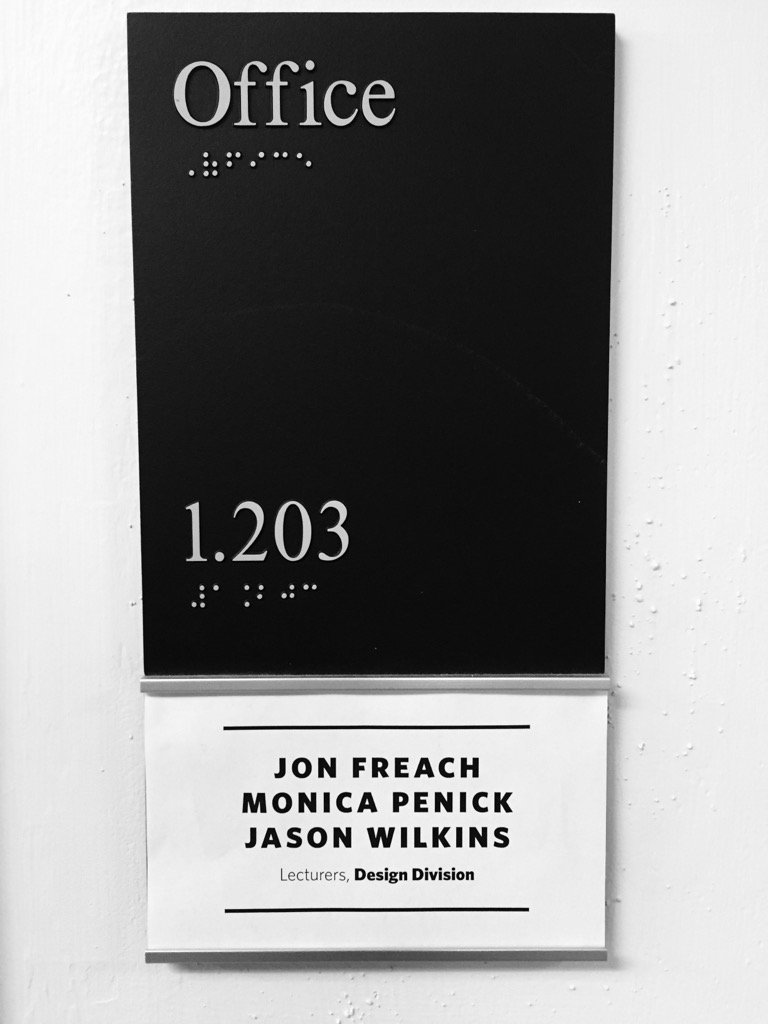 Office
1.203
JON FREACH
MONICA PENICK
JASON WILKINS
Lecturers, Design Division